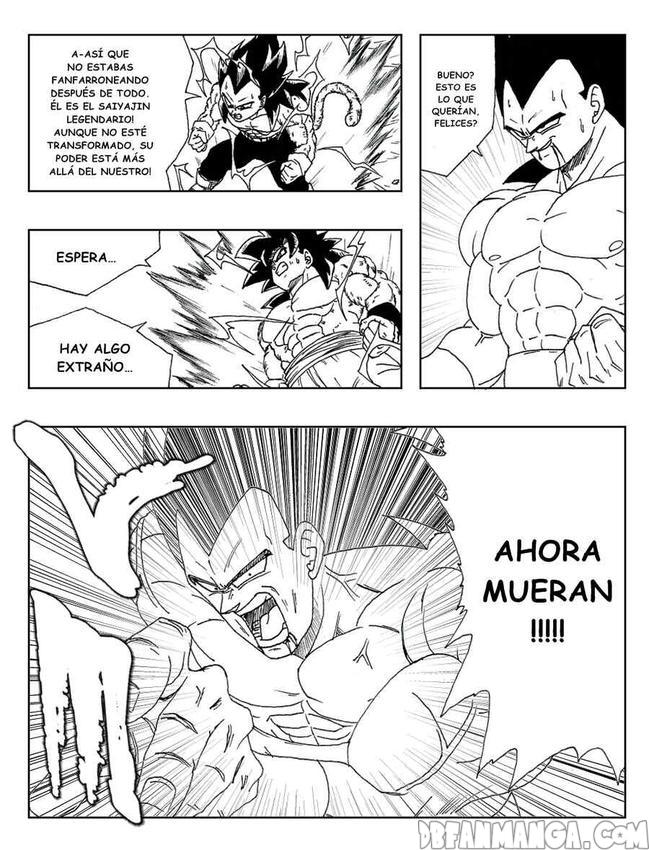 A-ASÍ QUE
NO ESTABAS
FANFARRONEANDO
DESPUÉS DE TODO.
ÉL ES EL SAIYAJIN
LEGENDARIO!
AUNQUE NO ESTÉ
TRANSFORMADO, SU
PODER ESTÁ MÁS
ALLÁ DEL NUESTRO!
BUENO?
ESTO ES
LO QUE
QUERÍAN,
FELICES?
ESPERA...
HAY ALGO
EXTRAÑO...
AHORA
MUERAN
!!!!!
DBFANMANGA.COM